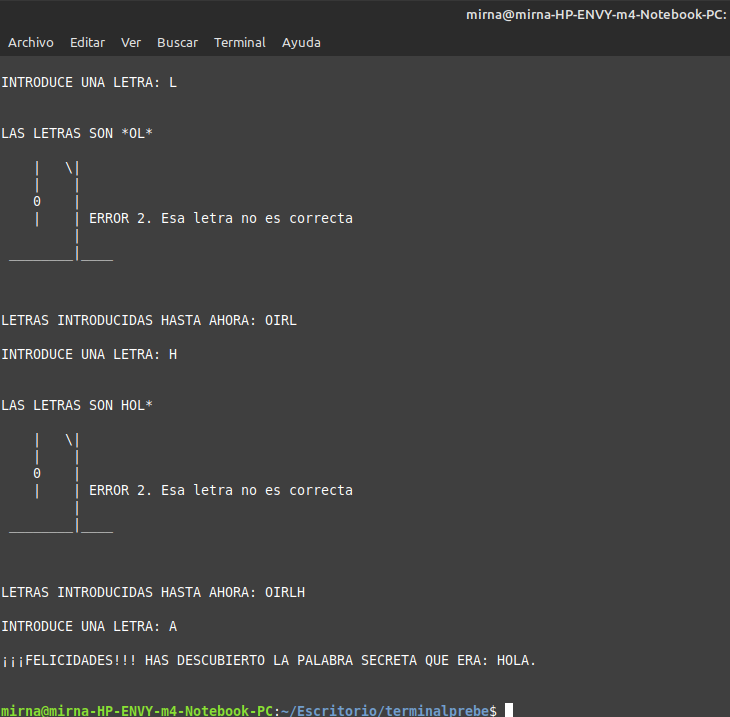 mirna@mirna-HP-ENVY-m4-Notebook-PC:
Archivo Editar Ver Buscar Terminal Ayuda
INTRODUCE UNA LETRA: L
LAS LETRAS SON *OL*
    |   \|
    |    |
    0    |
    |    | ERROR 2. Esa letra no es correcta
         |
 ________|____
LETRAS INTRODUCIDAS HASTA AHORA: OIRL
INTRODUCE UNA LETRA: H
LAS LETRAS SON HOL*
    |   \|
    |    |
    0    |
    |    | ERROR 2. Esa letra no es correcta
         |
 ________|____
LETRAS INTRODUCIDAS HASTA AHORA: OIRLH
INTRODUCE UNA LETRA: A
¡¡¡FELICIDADES!!! HAS DESCUBIERTO LA PALABRA SECRETA QUE ERA: HOLA.
mirna@mirna-HP-ENVY-m4-Notebook-PC:~/Escritorio/terminalprebe$